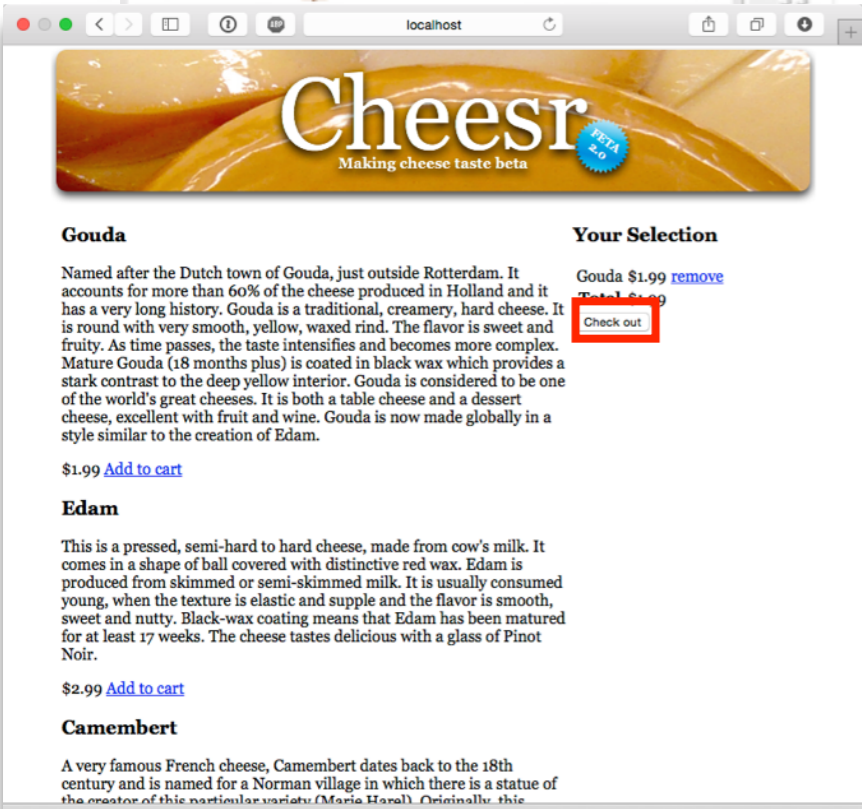 localhost
ABP
Cheesr
FETA
2.0
Making cheese taste beta
Gouda
Named after the Dutch town of Gouda, just outside Rotterdam. It
accounts for more than 60% of the cheese produced in Holland and it
has a very long history. Gouda is a traditional, creamery, hard cheese. It
is round with very smooth, yellow, waxed rind. The flavor is sweet and
fruity. As time passes, the taste intensifies and becomes more complex.
Mature Gouda (18 months plus) is coated in black wax which provides a
stark contrast to the deep yellow interior. Gouda is considered to be one
of the world's great cheeses. It is both a table cheese and a dessert
cheese, excellent with fruit and wine. Gouda is now made globally in a
style similar to the creation of Edam.
$1.99 Add to cart
Edam
This is a pressed, semi-hard to hard cheese, made from cow's milk. It
comes in a shape of ball covered with distinctive red wax. Edam is
produced from skimmed or semi-skimmed milk. It is usually consumed
young, when the texture is elastic and supple and the flavor is smooth,
sweet and nutty. Black-wax coating means that Edam has been matured
for at least 17 weeks. The cheese tastes delicious with a glass of Pinot
Noir.
$2.99 Add to cart
Camembert
A very famous French cheese, Camembert dates back to the 18th
century and is named for a Norman village in which there is a statue of
the creator of this particular variety (Marie Harel). Originally, this
Your Selection
Gouda $1.99 remove
Total $1.99
Check out